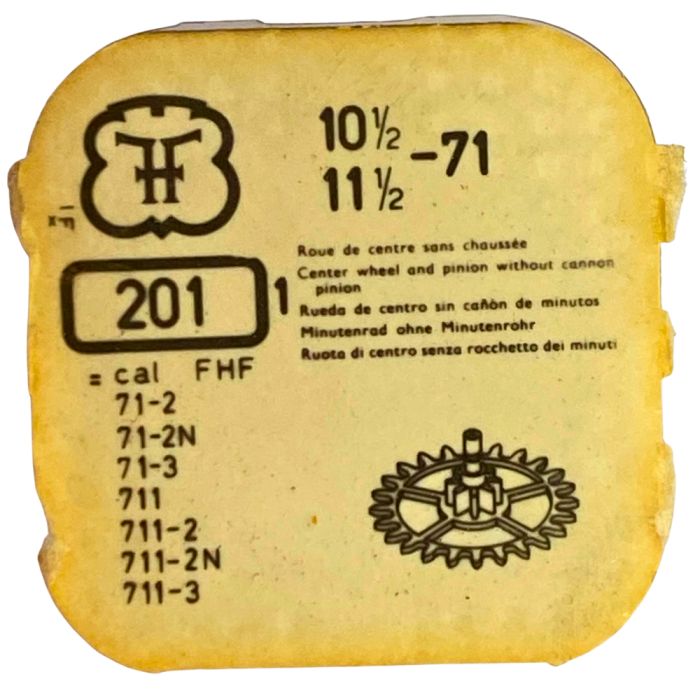 FH
10½
11½
-71
Roue de centre sans chaussée
Center wheel and pinion without cannon
pinion
Rueda de centro sin cañòn de minutos
Minutenrad ohne Minutenrohr
Ruota di centro senza rocchetto dei minuti
201
1
= cal FHF
71-2
71-2N
71-3
711
711-2
711-2N
711-3